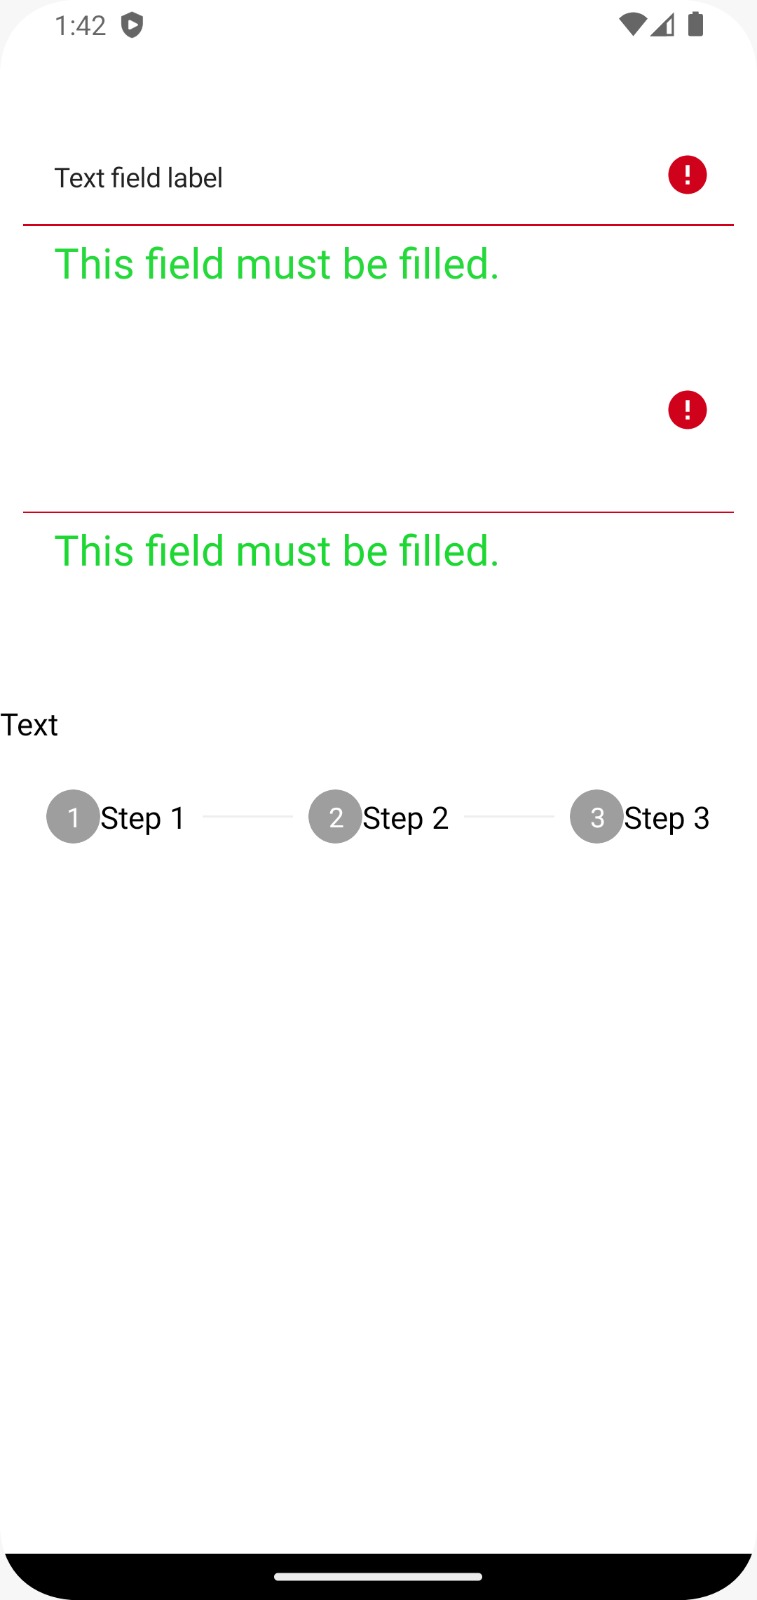 1:42
Text field label
This field must be filled.
This field must be filled.
Text
1 Step 1 2 Step 2 3 Step 3